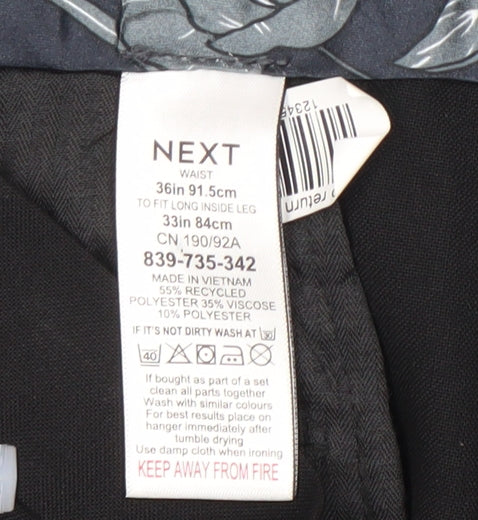 NEXT
WAIST
36in 91.5cm
TO FIT LONG INSIDE LEG
33in 84cm
CN 190/92A
839-735-342
MADE IN VIETNAM
55% RECYCLED
POLYESTER 35% VISCOSE
10% POLYESTER
IF IT'S NOT DIRTY WASH AT 30
40
If bought as part of a set
clean all parts together
Wash with similar colours
For best results place on
hanger immediately after
tumble drying
Use damp cloth when ironing
KEEP AWAY FROM FIRE
12345
return